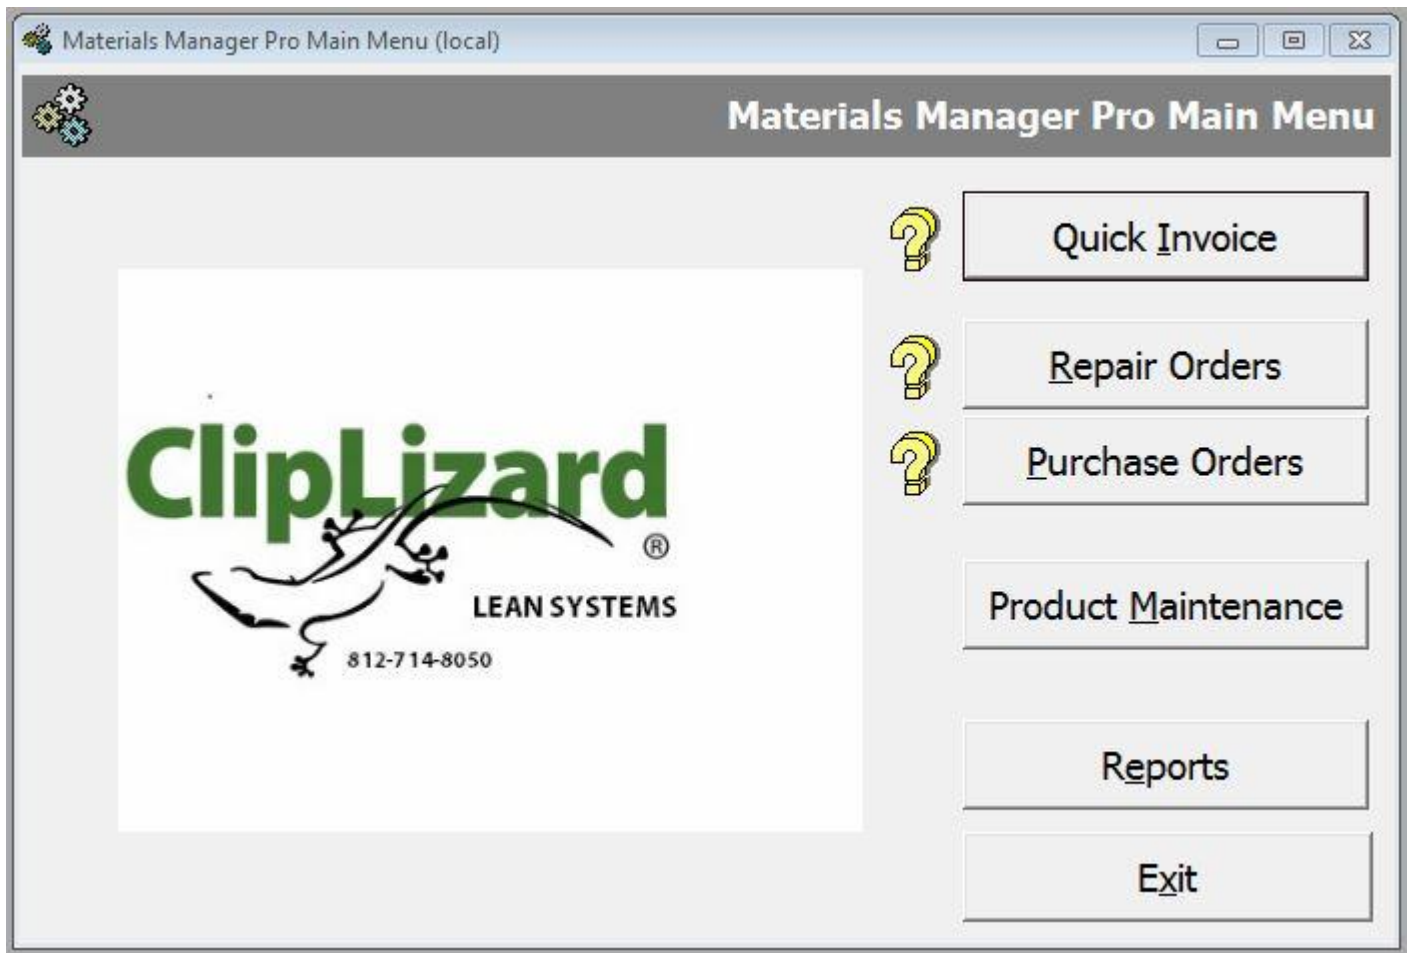 Materials Manager Pro Main Menu (local)
Materials Manager Pro Main Menu
Quick Invoice
Repair Orders
Purchase Orders
Product Maintenance
Reports
Exit
ClipLizard
®
LEAN SYSTEMS
812-714-8050